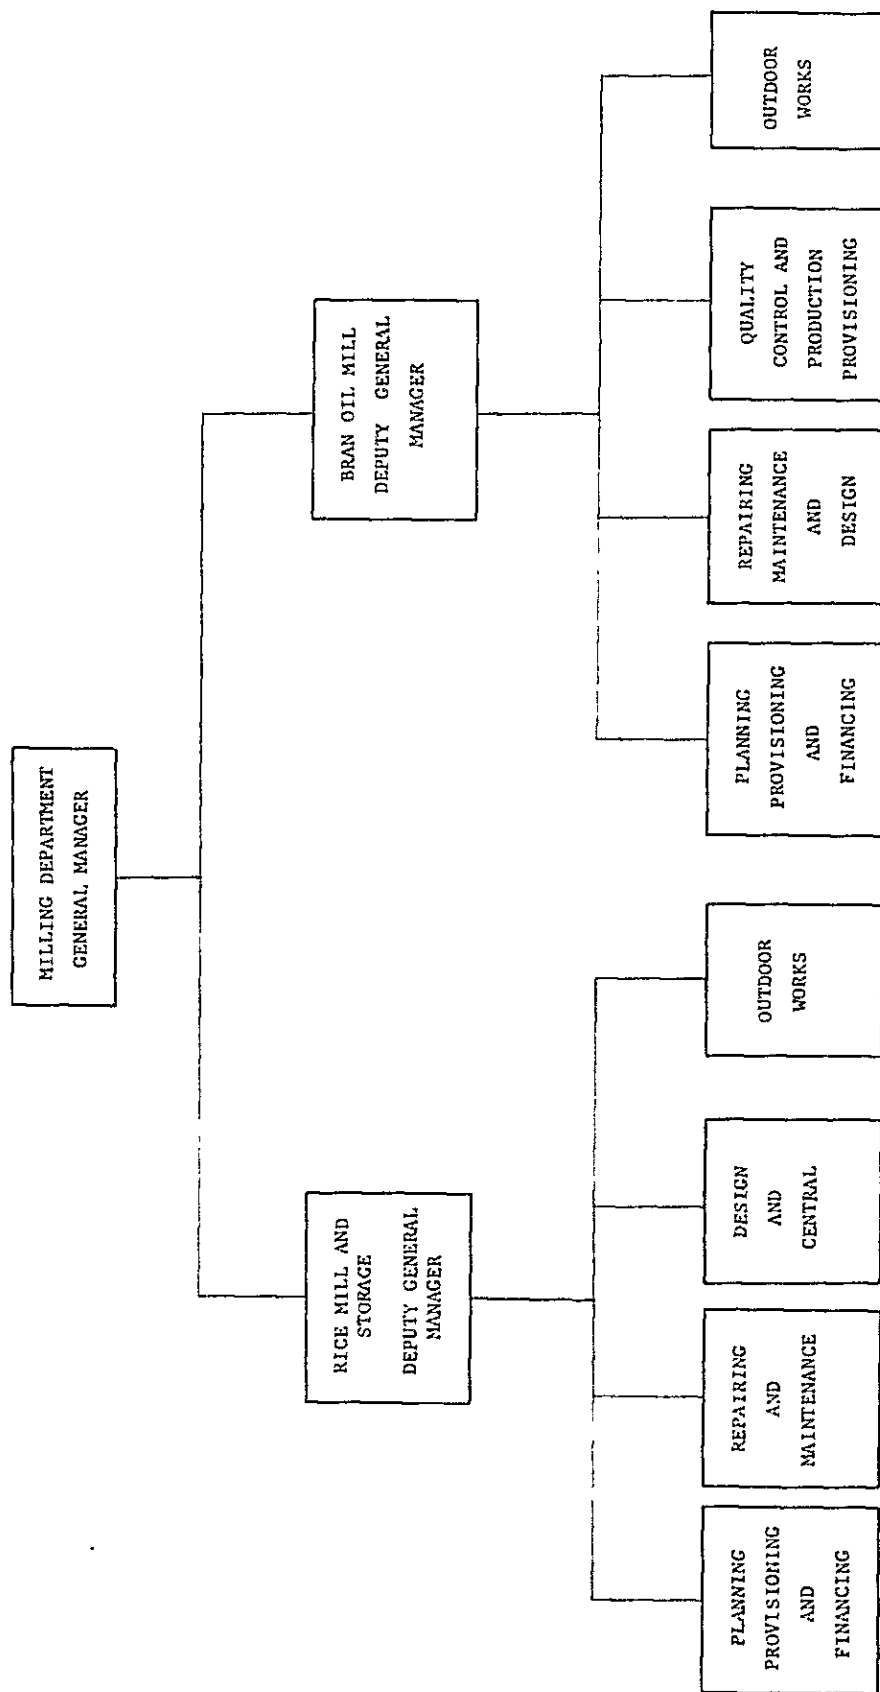 MILLING DEPARTMENT
GENERAL MANAGER
RICE MILL AND
STORAGE
DEPUTY GENERAL
MANAGER
BRAN OIL MILL
DEPUTY GENERAL
MANAGER
PLANNING
PROVISIONING
AND
FINANCING
REPAIRING
AND
MAINTENANCE
DESIGN
AND
CENTRAL
OUTDOOR
WORKS
PLANNING
PROVISIONING
AND
FINANCING
REPAIRING
MAINTENANCE
AND
DESIGN
QUALITY
CONTROL AND
PRODUCTION
PROVISIONING
OUTDOOR
WORKS